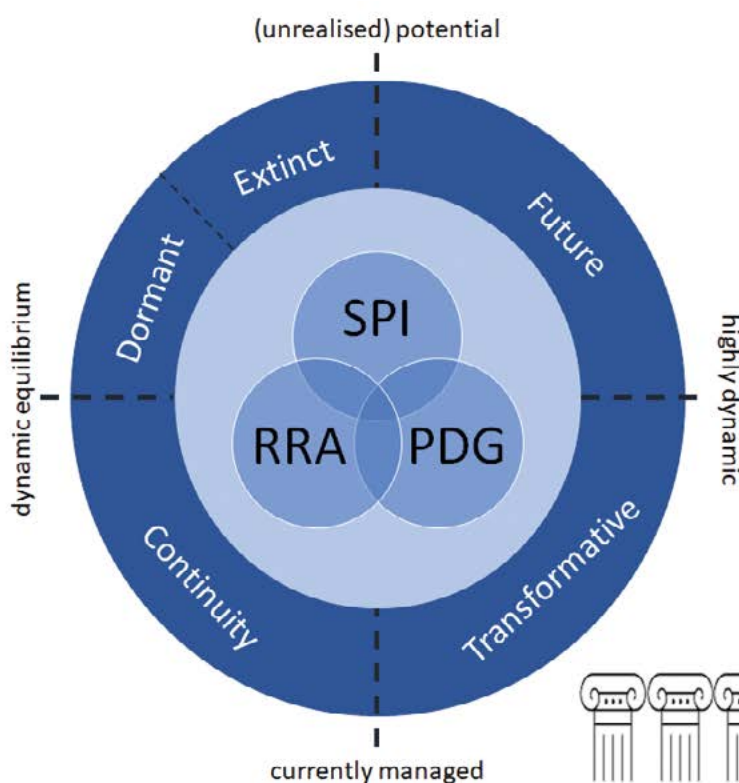 (unrealised) potential
Extinct
Future
Dormant
SPI
dynamic equilibrium
highly dynamic
RRA
PDG
Continuity
Transformative
currently managed